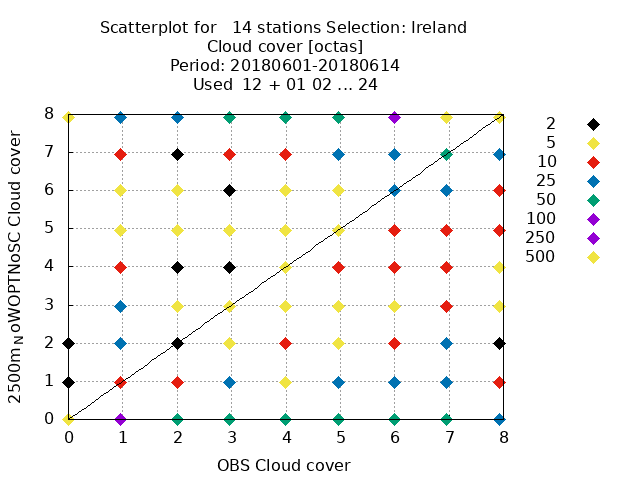 Scatterplot for   14 stations Selection: Ireland
Cloud cover [octas]
Period: 20180601-20180614
Used  12 + 01 02 ... 24
2500m_NoWOPTNoSC Cloud cover
8
7
6
5
4
3
2
1
0
0 1 2 3 4 5 6 7 8
OBS Cloud cover
2
5
10
25
50
100
250
500